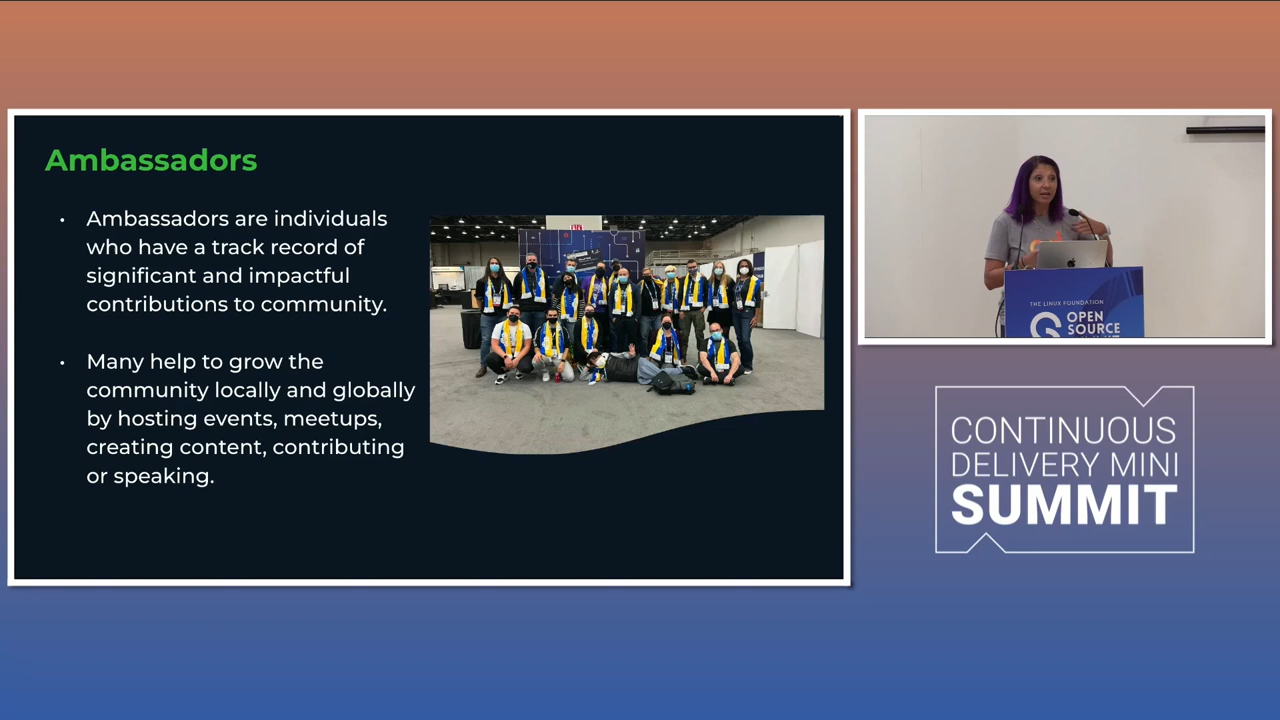 Ambassadors
• Ambassadors are individuals
who have a track record of
significant and impactful
contributions to community.
• Many help to grow the
community locally and globally
by hosting events, meetups,
creating content, contributing
or speaking.
THE LINUX FOUNDATION
OPEN
SOURCE
CONTINUOUS
DELIVERY MINI
SUMMIT